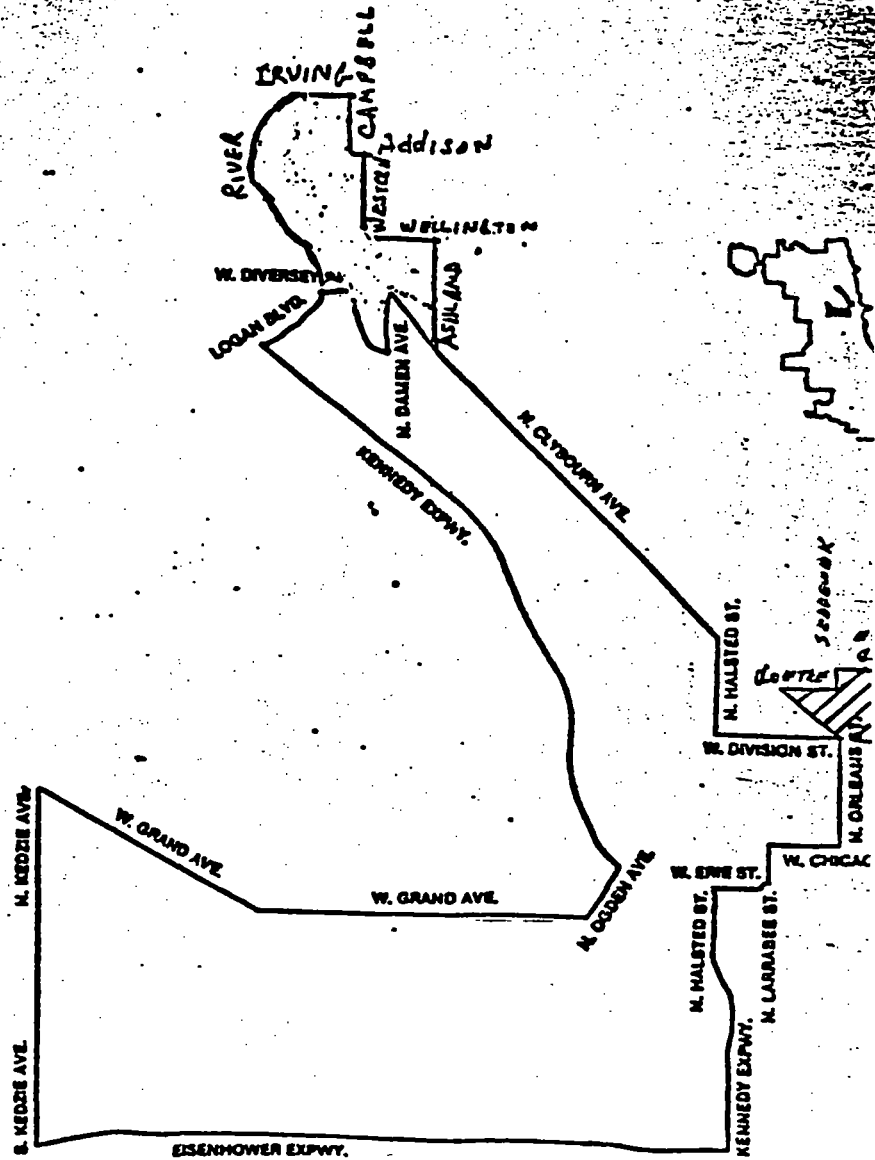 IRVING
CAMPBELL
ADDISON
RIVER
WESTERN
WELLINGTON
W. DIVERSEY
LOGAN BLVD.
ASHLAND
N. DAMEN AVE.
N. CLYBOURN AVE.
KENNEDY EXPWY.
N. HALSTED ST.
W. DIVISION ST.
N. ORLEANS ST.
N. KEDZIE AVE.
W. GRAND AVE.
W. GRAND AVE.
N. OGDEN AVE.
W. ERIE ST.
W. CHICAG
N. HALSTED ST.
N. LARRABEE ST.
S. KEDZIE AVE.
KENNEDY EXPWY.
EISENHOWER EXPWY.